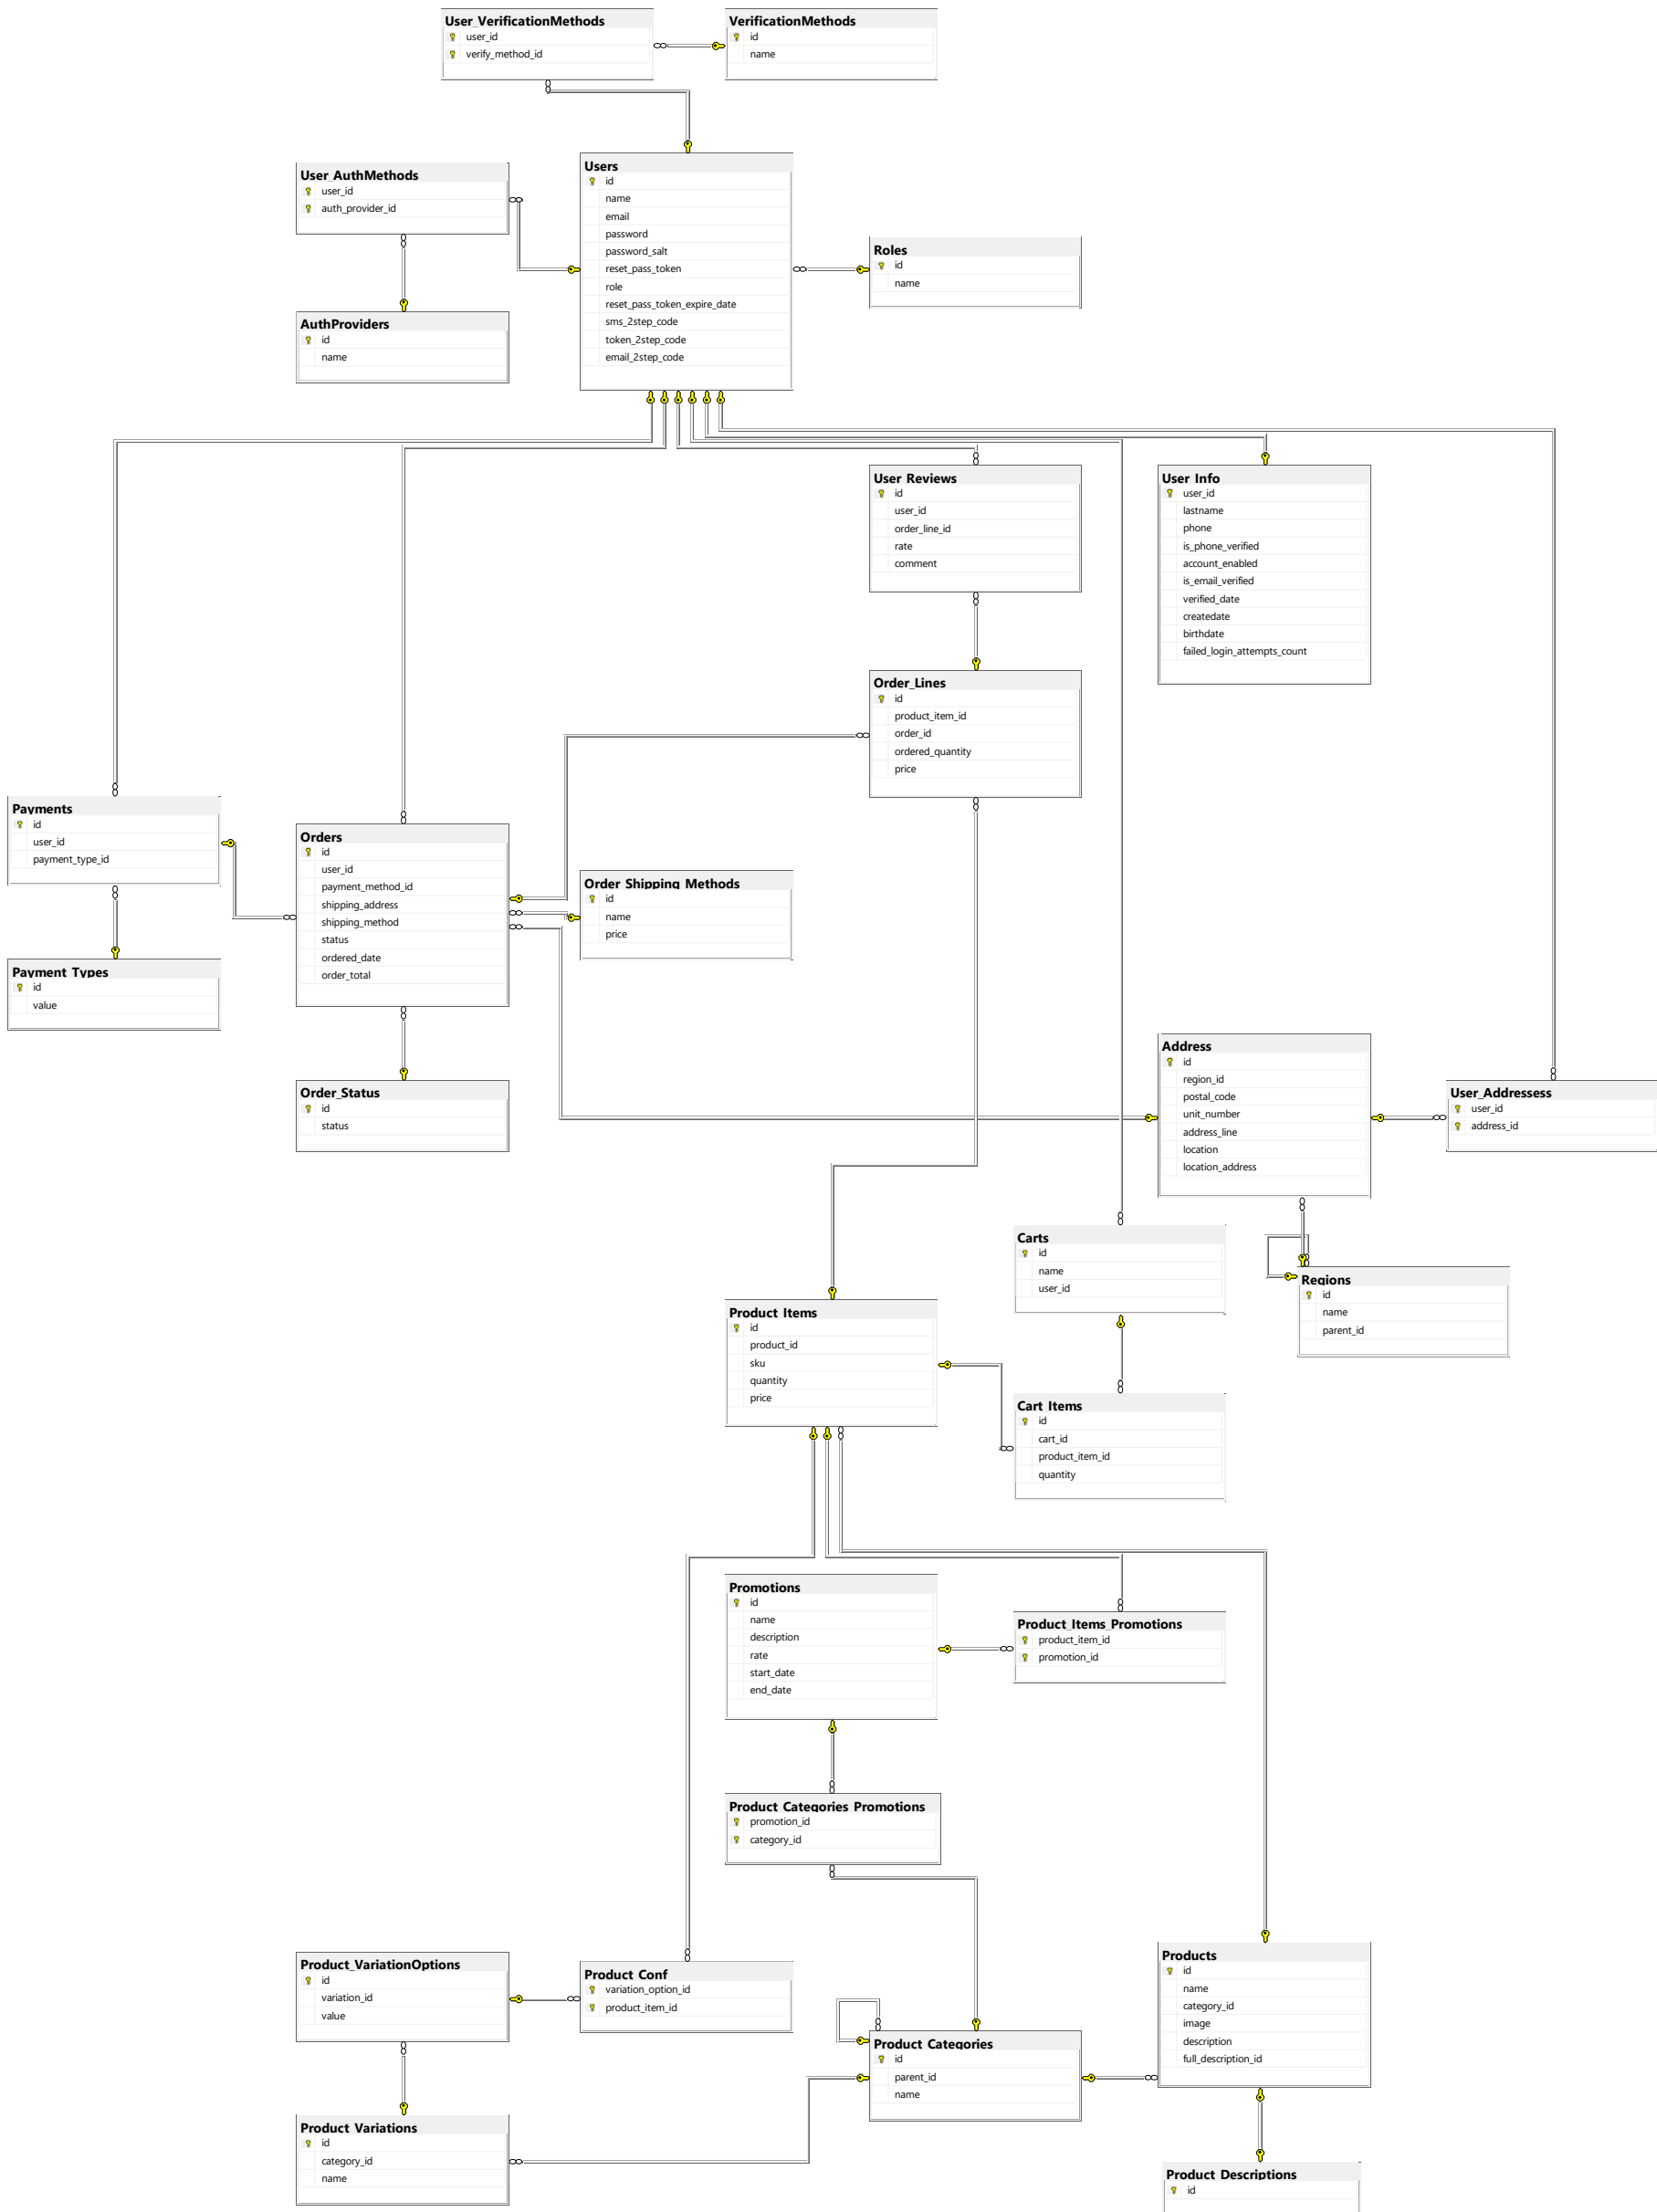 User_VerificationMethods
user_id
verify_method_id
VerificationMethods
id
name
User_AuthMethods
user_id
auth_provider_id
Users
id
name
email
password
password_salt
reset_pass_token
role
reset_pass_token_expire_date
sms_2step_code
token_2step_code
email_2step_code
Roles
id
name
AuthProviders
id
name
User_Reviews
id
user_id
order_line_id
rate
comment
User_Info
user_id
lastname
phone
is_phone_verified
account_enabled
is_email_verified
verified_date
createdate
birthdate
failed_login_attempts_count
Order_Lines
id
product_item_id
order_id
ordered_quantity
price
Payments
id
user_id
payment_type_id
Orders
id
user_id
payment_method_id
shipping_address
shipping_method
status
ordered_date
order_total
Order_Shipping_Methods
id
name
price
Payment_Types
id
value
Order_Status
id
status
Address
id
region_id
postal_code
unit_number
address_line
location
location_address
User_Addressess
user_id
address_id
Carts
id
name
user_id
Regions
id
name
parent_id
Product_Items
id
product_id
sku
quantity
price
Cart_Items
id
cart_id
product_item_id
quantity
Promotions
id
name
description
rate
start_date
end_date
Product_Items_Promotions
product_item_id
promotion_id
Product_Categories_Promotions
promotion_id
category_id
Product_VariationOptions
id
variation_id
value
Product_Conf
variation_option_id
product_item_id
Products
id
name
category_id
image
description
full_description_id
Product_Categories
id
parent_id
name
Product_Variations
id
category_id
name
Product_Descriptions
id